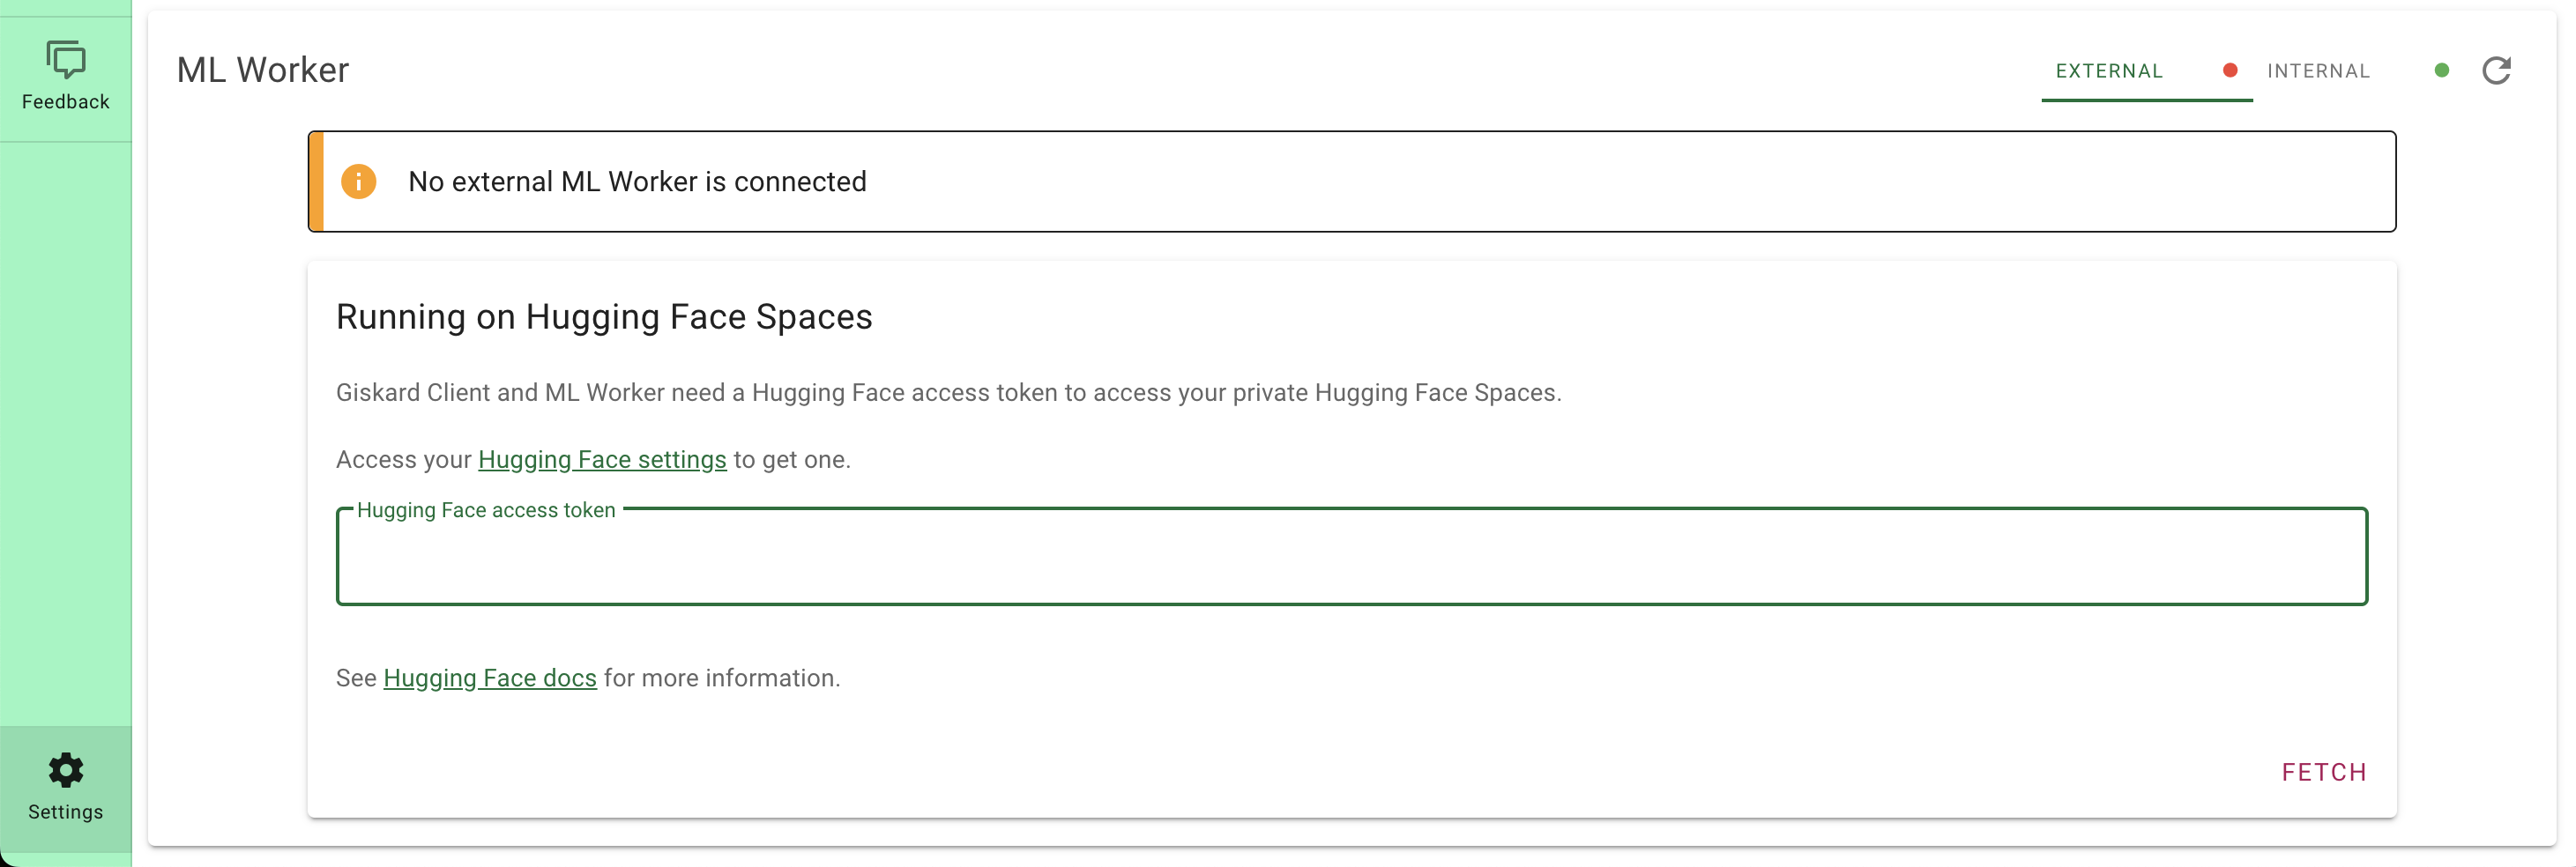 Feedback
ML Worker
EXTERNAL
INTERNAL
No external ML Worker is connected
Running on Hugging Face Spaces
Giskard Client and ML Worker need a Hugging Face access token to access your private Hugging Face Spaces.
Access your Hugging Face settings to get one.
Hugging Face access token
See Hugging Face docs for more information.
FETCH
Settings